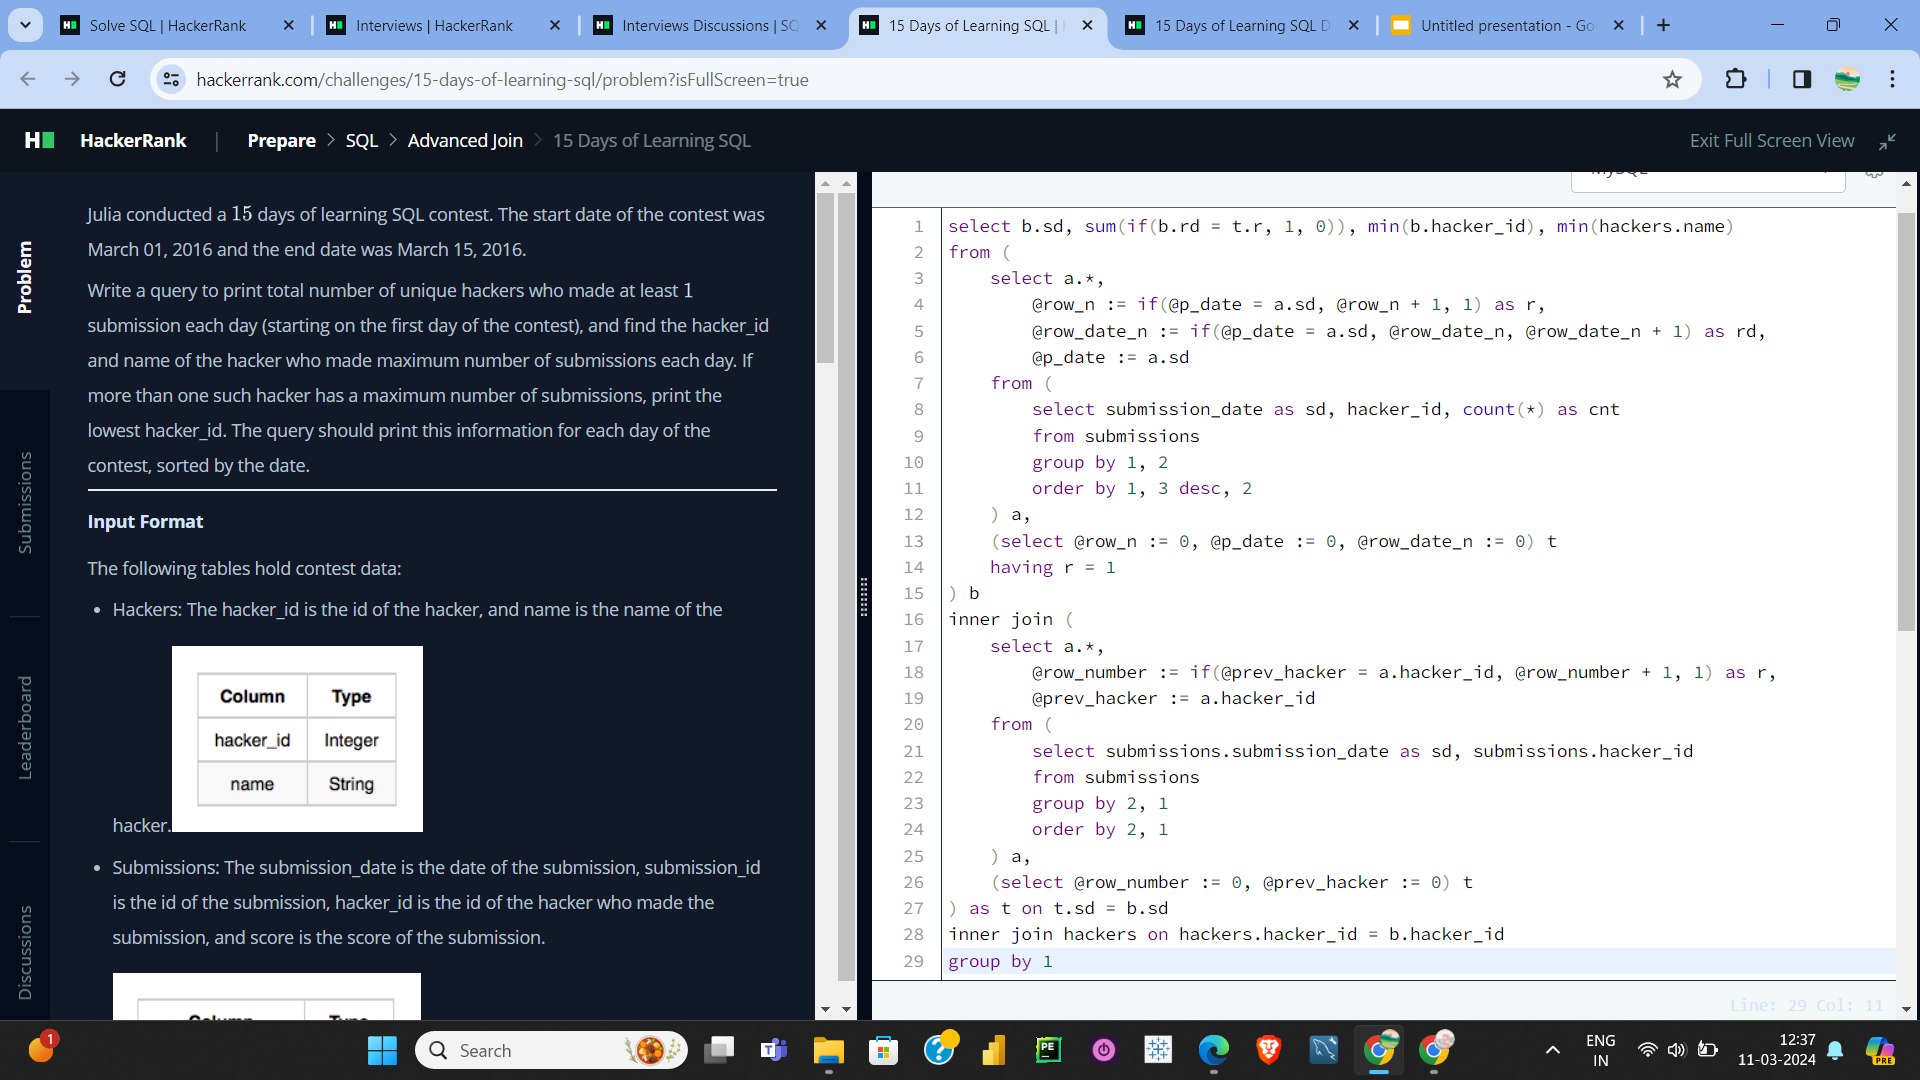 Solve SQL | HackerRank
Interviews | HackerRank
Interviews Discussions | SQ
15 Days of Learning SQL |
15 Days of Learning SQL D
Untitled presentation - Go
hackerrank.com/challenges/15-days-of-learning-sql/problem?isFullScreen=true
HackerRank | Prepare > SQL > Advanced Join > 15 Days of Learning SQL
Exit Full Screen View
Problem
Submissions
Leaderboard
Discussions
Julia conducted a 15 days of learning SQL contest. The start date of the contest was
March 01, 2016 and the end date was March 15, 2016.
Write a query to print total number of unique hackers who made at least 1
submission each day (starting on the first day of the contest), and find the hacker_id
and name of the hacker who made maximum number of submissions each day. If
more than one such hacker has a maximum number of submissions, print the
lowest hacker_id. The query should print this information for each day of the
contest, sorted by the date.
Input Format
The following tables hold contest data:
• Hackers: The hacker_id is the id of the hacker, and name is the name of the
Column Type
hacker_id Integer
name String
hacker.
• Submissions: The submission_date is the date of the submission, submission_id
is the id of the submission, hacker_id is the id of the hacker who made the
submission, and score is the score of the submission.
Column Type
MySQL
1 select b.sd, sum(if(b.rd = t.r, 1, 0)), min(b.hacker_id), min(hackers.name)
2 from (
3 select a.*,
4 @row_n := if(@p_date = a.sd, @row_n + 1, 1) as r,
5 @row_date_n := if(@p_date = a.sd, @row_date_n, @row_date_n + 1) as rd,
6 @p_date := a.sd
7 from (
8 select submission_date as sd, hacker_id, count(*) as cnt
9 from submissions
10 group by 1, 2
11 order by 1, 3 desc, 2
12 ) a,
13 (select @row_n := 0, @p_date := 0, @row_date_n := 0) t
14 having r = 1
15 ) b
16 inner join (
17 select a.*,
18 @row_number := if(@prev_hacker = a.hacker_id, @row_number + 1, 1) as r,
19 @prev_hacker := a.hacker_id
20 from (
21 select submissions.submission_date as sd, submissions.hacker_id
22 from submissions
23 group by 2, 1
24 order by 2, 1
25 ) a,
26 (select @row_number := 0, @prev_hacker := 0) t
27 ) as t on t.sd = b.sd
28 inner join hackers on hackers.hacker_id = b.hacker_id
29 group by 1
Line: 29 Col: 11
1
Search
PE
ENG
IN
12:37
11-03-2024
PRE